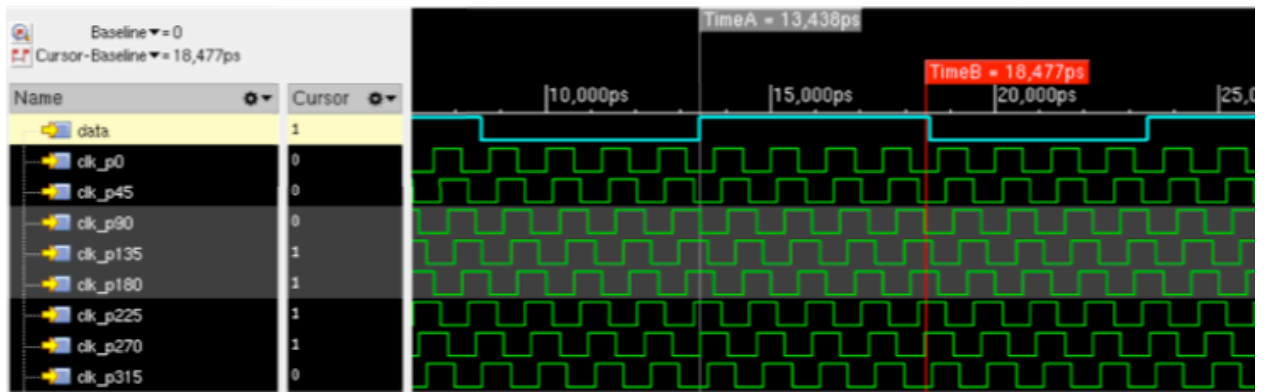 TimeA = 13,438ps
Baseline▼=0
Cursor-Baseline▼=18,477ps
TimeB = 18,477ps
Name Cursor 10,000ps 15,000ps 20,000ps 25,0
data 1
clk_p0 0
clk_p45 0
clk_p90 0
clk_p135 1
clk_p180 1
clk_p225 1
clk_p270 1
clk_p315 0